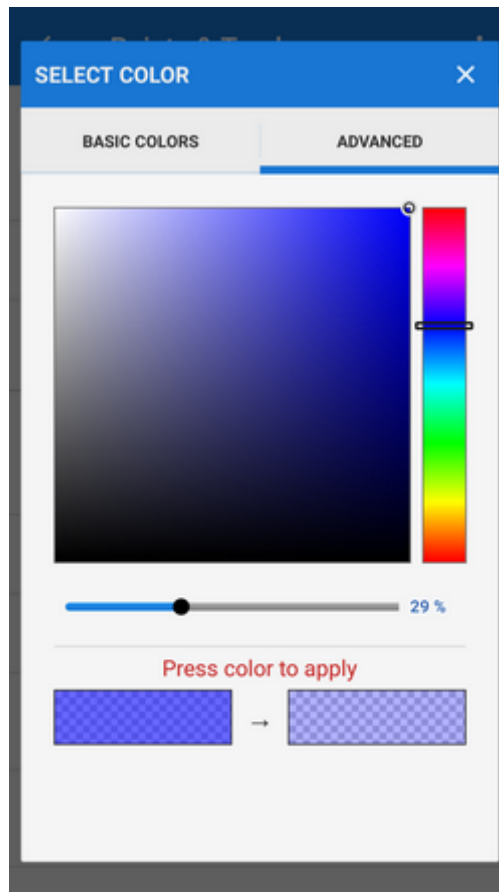 SELECT COLOR
BASIC COLORS
ADVANCED
29 %
Press color to apply
→